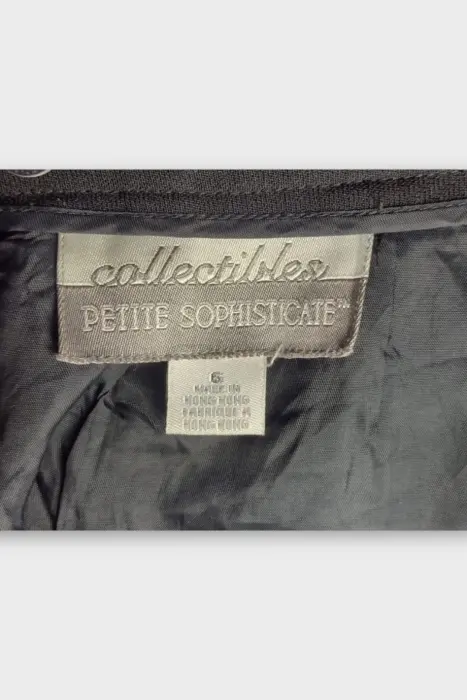 collectibles
PETITE SOPHISTICATE™
6
MADE IN
HONG KONG
FABRIQUE A
HONG KONG